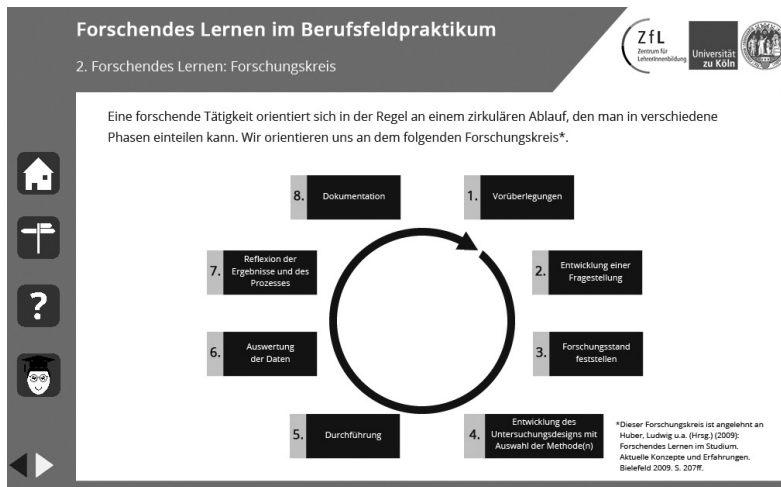 Forschendes Lernen im Berufsfeldpraktikum
2. Forschendes Lernen: Forschungskreis
ZfL
Zentrum für
LehrerInnenbildung
Universität
zu Köln
Eine forschende Tätigkeit orientiert sich in der Regel an einem zirkulären Ablauf, den man in verschiedene
Phasen einteilen kann. Wir orientieren uns an dem folgenden Forschungskreis*.
8. Dokumentation
1. Vorüberlegungen
7. Reflexion der
Ergebnisse und des
Prozesses
2. Entwicklung einer
Fragestellung
6. Auswertung
der Daten
3. Forschungsstand
feststellen
5. Durchführung
4. Entwicklung des
Untersuchungsdesigns mit
Auswahl der Methode(n)
?
*Dieser Forschungskreis ist angelehnt an
Huber, Ludwig u.a. (Hrsg.) (2009):
Forschendes Lernen im Studium.
Aktuelle Konzepte und Erfahrungen.
Bielefeld 2009. S. 207ff.